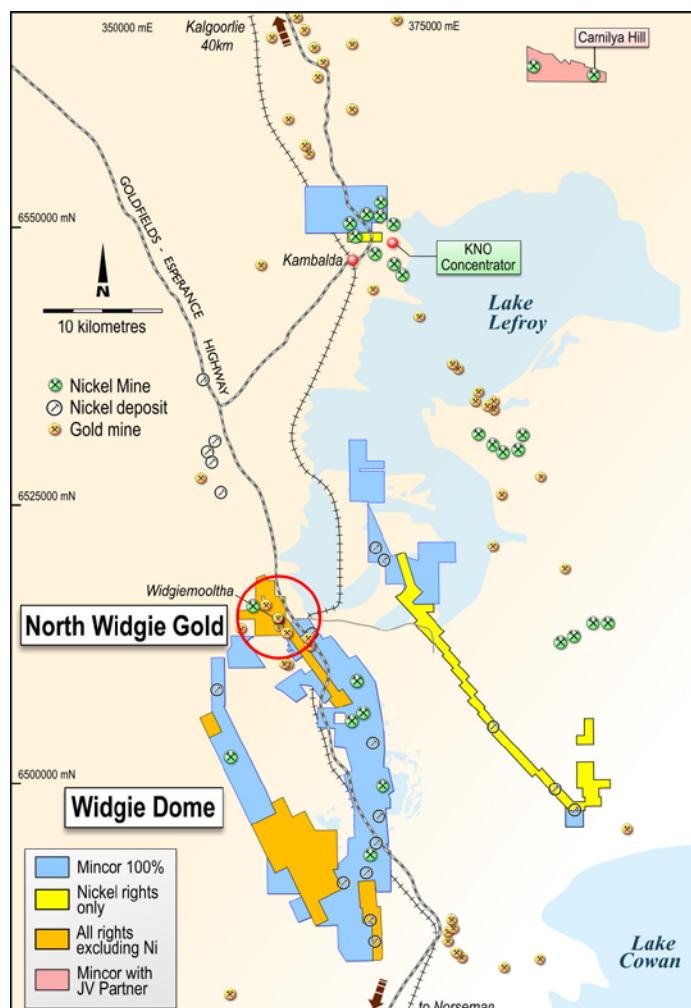 350000 mE
375000 mE
Kalgoorlie
40km
Carnilya Hill
6550000 mN
GOLDFIELDS - ESPERANCE
HIGHWAY
KNO
Concentrator
Kambalda
N
10 kilometres
Lake
Lefroy
Nickel Mine
Nickel deposit
Gold mine
6525000 mN
Widgiemooltha
North Widgie Gold
6500000 mN
Widgie Dome
Mincor 100%
Nickel rights
only
All rights
excluding Ni
Mincor with
JV Partner
Lake
Cowan
to Norseman